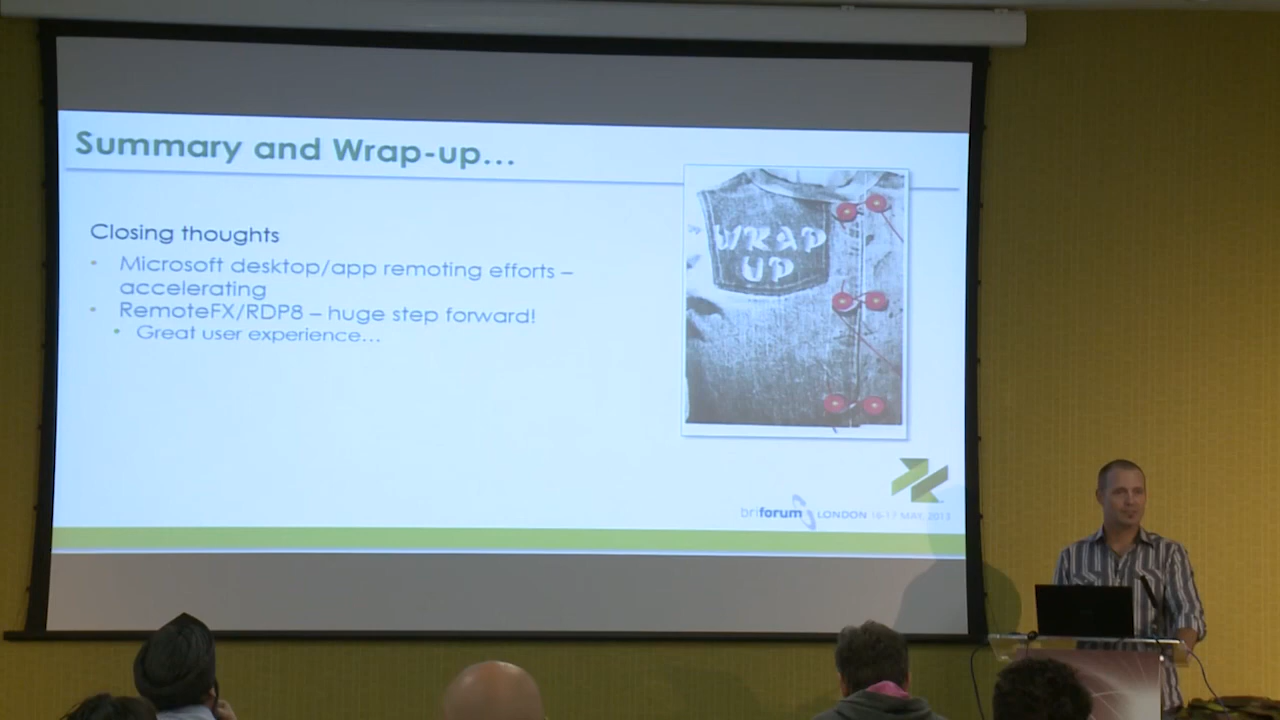 Summary and Wrap-up…
Closing thoughts
Microsoft desktop/app remoting efforts –
accelerating
RemoteFX/RDP8 – huge step forward!
Great user experience…
WRAP
UP
briforum LONDON 16-17 MAY, 2013